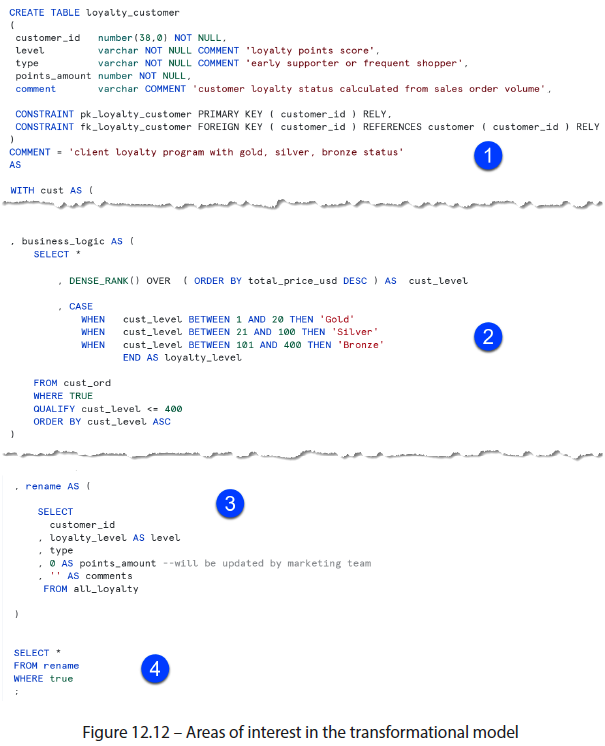 CREATE TABLE loyalty_customer
(
customer_id number(38,0) NOT NULL,
level varchar NOT NULL COMMENT 'loyalty points score',
type varchar NOT NULL COMMENT 'early supporter or frequent shopper',
points_amount number NOT NULL,
comment varchar COMMENT 'customer loyalty status calculated from sales order volume',
CONSTRAINT pk_loyalty_customer PRIMARY KEY ( customer_id ) RELY,
CONSTRAINT fk_loyalty_customer FOREIGN KEY ( customer_id ) REFERENCES customer ( customer_id ) RELY
)
COMMENT = 'client loyalty program with gold, silver, bronze status'
1
AS
WITH cust AS (
, business_logic AS (
SELECT *
, DENSE_RANK() OVER ( ORDER BY total_price_usd DESC ) AS cust_level
, CASE
WHEN cust_level BETWEEN 1 AND 20 THEN 'Gold'
WHEN cust_level BETWEEN 21 AND 100 THEN 'Silver'
2
WHEN cust_level BETWEEN 101 AND 400 THEN 'Bronze'
END AS loyalty_level
FROM cust_ord
WHERE TRUE
QUALIFY cust_level <= 400
ORDER BY cust_level ASC
)
, rename AS (
3
SELECT
customer_id
, loyalty_level AS level
, type
, 0 AS points_amount --will be updated by marketing team
, '' AS comments
FROM all_loyalty
)
SELECT *
FROM rename
4
WHERE true
;
Figure 12.12 – Areas of interest in the transformational model